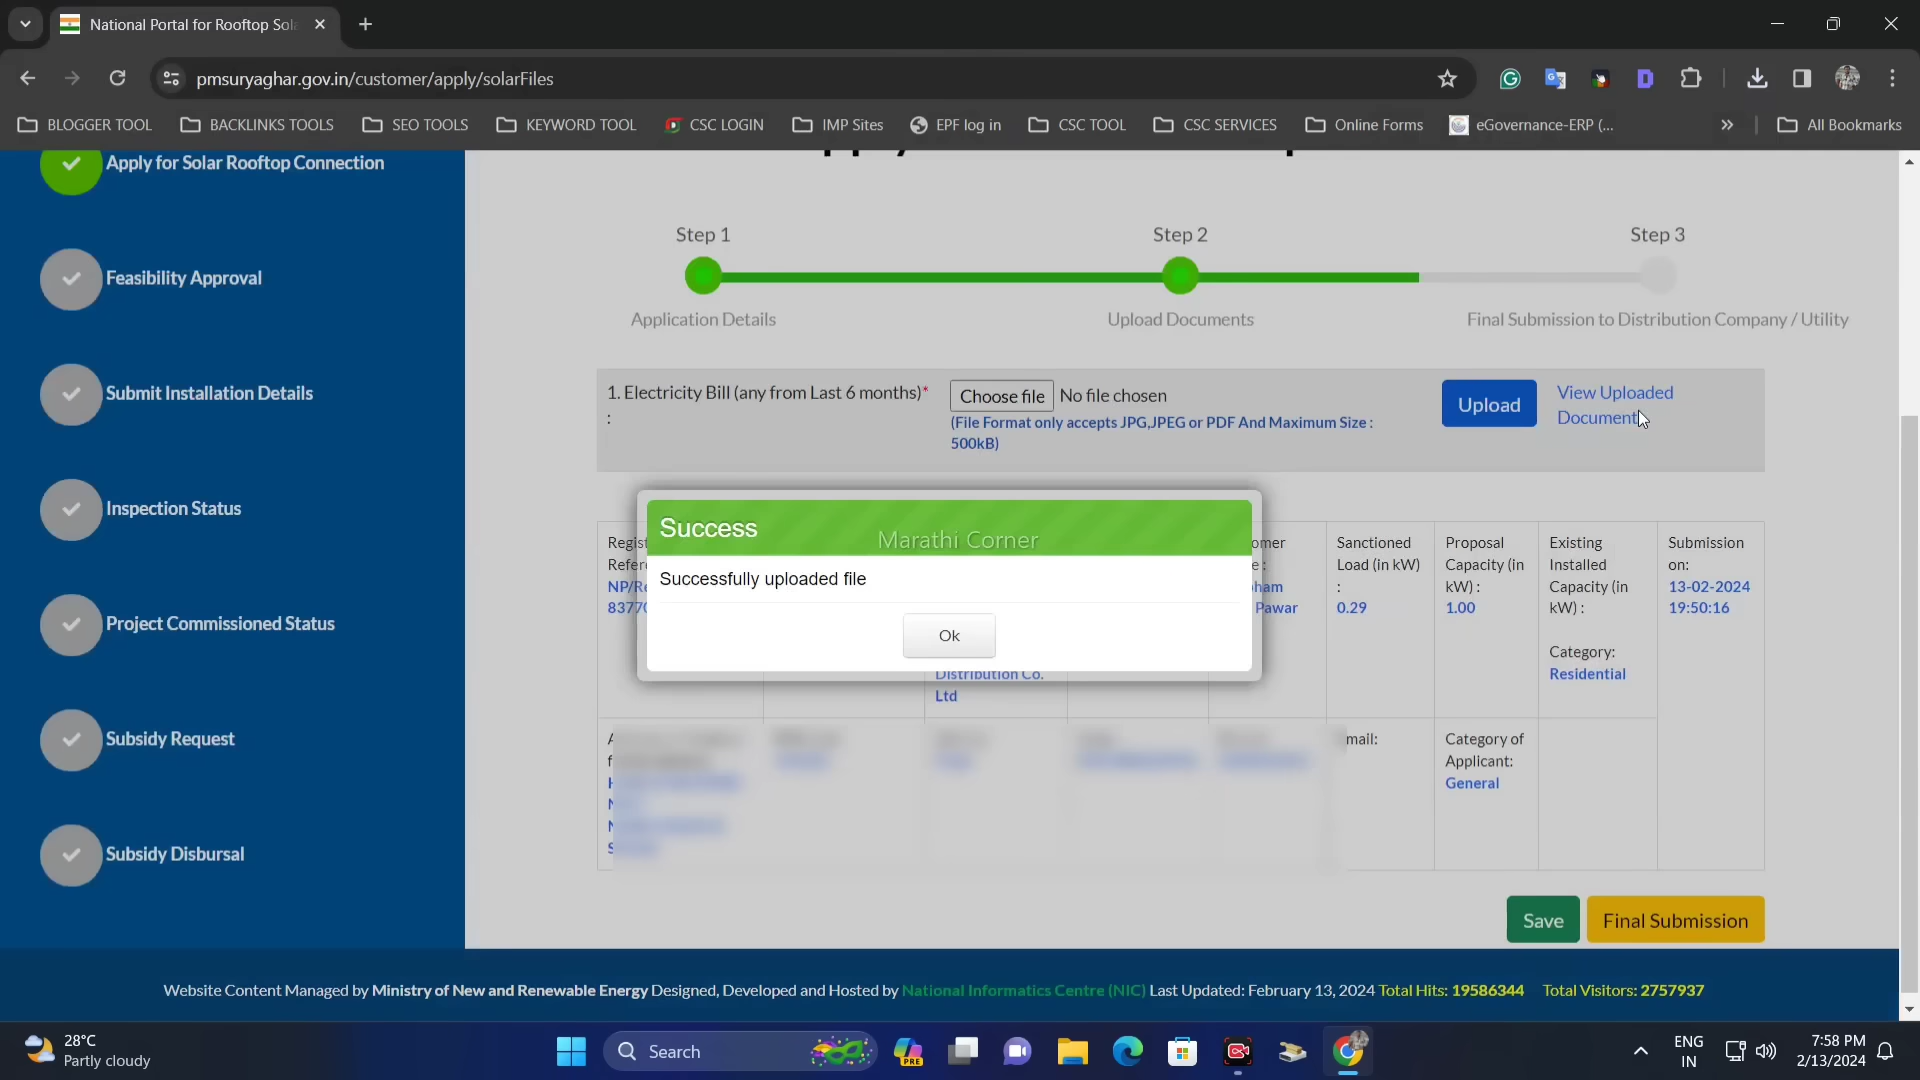 National Portal for Rooftop Sol
pmsuryaghar.gov.in/customer/apply/solarFiles
BLOGGER TOOL
BACKLINKS TOOLS
SEO TOOLS
KEYWORD TOOL
CSC LOGIN
IMP Sites
EPF log in
CSC TOOL
CSC SERVICES
Online Forms
eGovernance-ERP (...
All Bookmarks
Apply for Solar Rooftop Connection
Feasibility Approval
Submit Installation Details
Inspection Status
Project Commissioned Status
Subsidy Request
Subsidy Disbursal
Step 1
Step 2
Step 3
Application Details
Upload Documents
Final Submission to Distribution Company / Utility
1. Electricity Bill (any from Last 6 months)*
:
Choose file No file chosen
(File Format only accepts JPG,JPEG or PDF And Maximum Size :
500kB)
Upload
View Uploaded
Document
Success
Marathi Corner
Successfully uploaded file
Ok
Distribution Co.
Ltd
Pawar
Sanctioned
Load (in kW)
:
0.29
Proposal
Capacity (in
kW) :
1.00
Existing
Installed
Capacity (in
kW) :
Category:
Residential
Submission
on:
13-02-2024
19:50:16
mail:
Category of
Applicant:
General
Save
Final Submission
Website Content Managed by Ministry of New and Renewable Energy Designed, Developed and Hosted by National Informatics Centre (NIC) Last Updated: February 13, 2024 Total Hits: 19586344 Total Visitors: 2757937
28°C
Partly cloudy
Search
PRE
ENG
IN
7:58 PM
2/13/2024